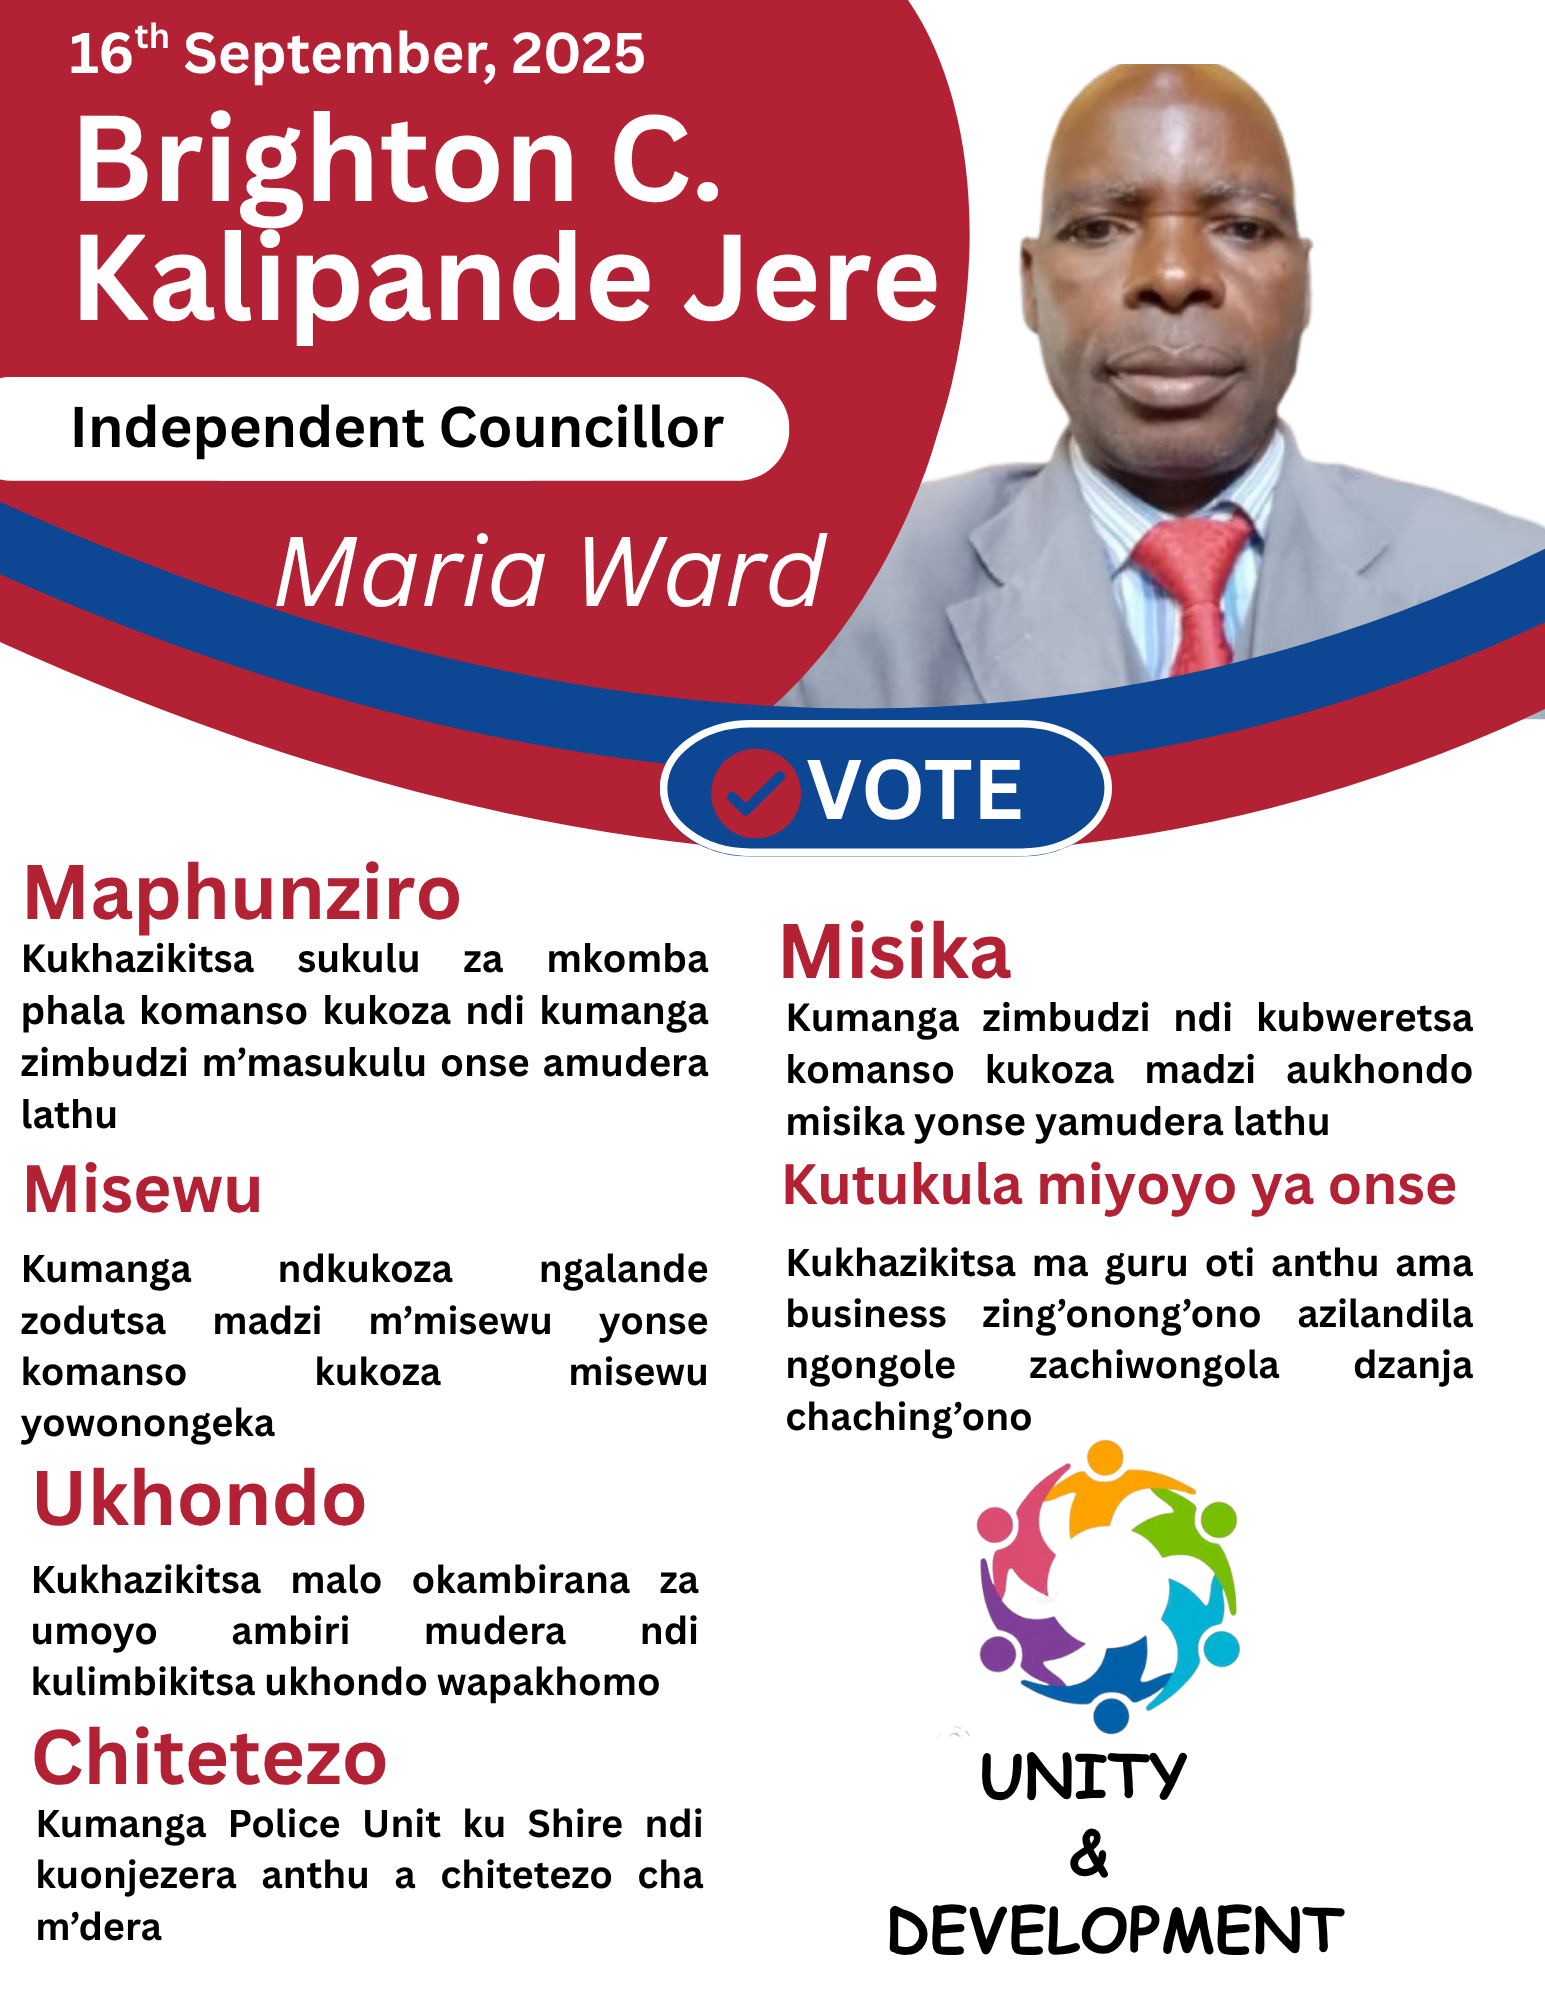 16th September, 2025
Brighton C.
Kalipande Jere
Independent Councillor
Maria Ward
VOTE
Maphunziro
Kukhazikitsa sukulu za mkomba
phala komanso kukoza ndi kumanga
zimbudzi m’masukulu onse amudera
lathu
Misewu
Kumanga ndkukoza ngalande
zodutsa madzi m’misewu yonse
komanso kukoza misewu
yowonongeka
Ukhondo
Kukhazikitsa malo okambirana za
umoyo ambiri mudera ndi
kulimbikitsa ukhondo wapakhomo
Chitetezo
Kumanga Police Unit ku Shire ndi
kuonjezera anthu a chitetezo cha
m’dera
Misika
Kumanga zimbudzi ndi kubweretsa
komanso kukoza madzi aukhondo
misika yonse yamudera lathu
Kutukula miyoyo ya onse
Kukhazikitsa ma guru oti anthu ama
business zing’onong’ono azilandila
ngongole zachiwongola dzanja
chaching’ono
UNITY
&
DEVELOPMENT